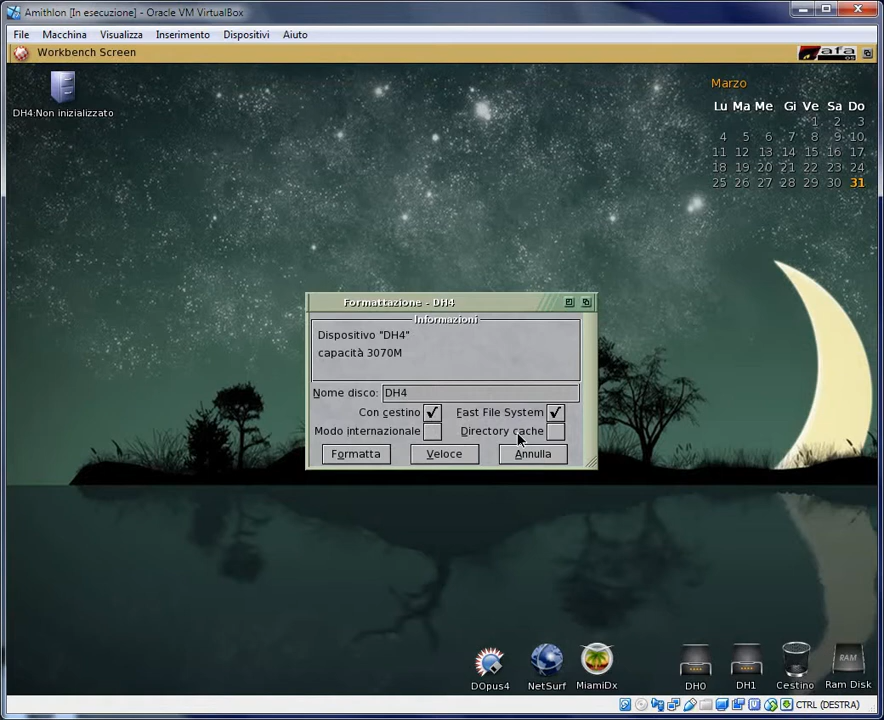 Amithlon [In esecuzione] - Oracle VM VirtualBox
File Macchina Visualizza Inserimento Dispositivi Aiuto
Workbench Screen
afa
OS
DH4:Non inizializzato
Marzo
Lu Ma Me Gi Ve Sa Do
1 2 3
4 5 6 7 8 9 10
11 12 13 14 15 16 17
18 19 20 21 22 23 24
25 26 27 28 29 30 31
Formattazione - DH4
Informazioni
Dispositivo "DH4"
capacità 3070M
Nome disco: DH4
Con cestino Fast File System
Modo internazionale Directory cache
Formatta Veloce Annulla
RAM
DOpus4 NetSurf MiamiDx DH0 DH1 Cestino Ram Disk
CTRL (DESTRA)